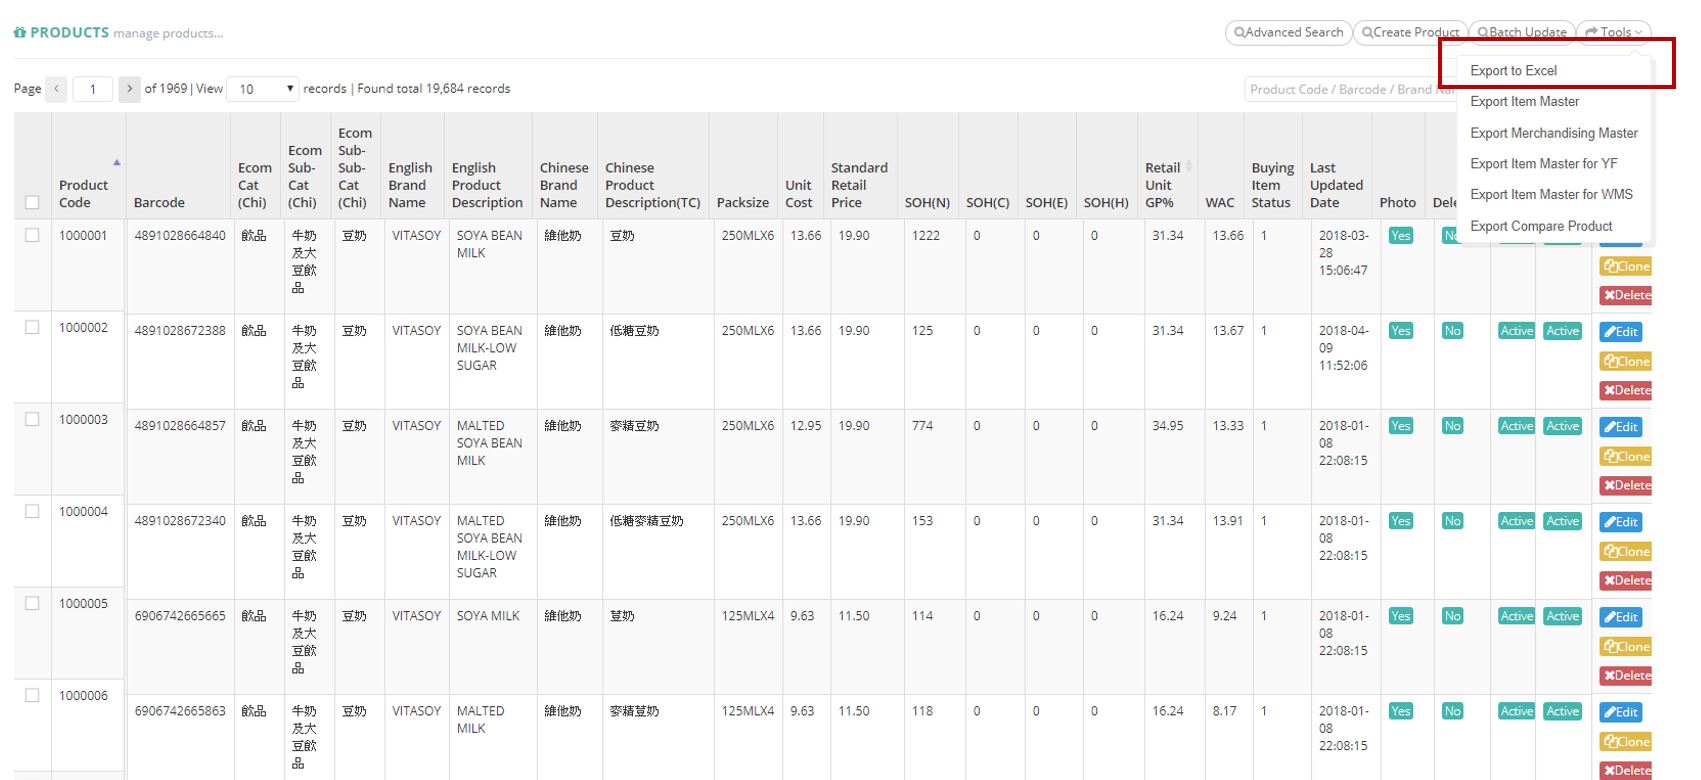 PRODUCTS manage products...
Advanced Search Create Product Batch Update Tools
Export to Excel
Export Item Master
Export Merchandising Master
Export Item Master for YF
Export Item Master for WMS
Export Compare Product
Page 1 of 1969 | View 10 records | Found total 19,684 records
Product Code / Barcode / Brand
Product Code Barcode Ecom Cat (Chi) Ecom Sub-Cat (Chi) Ecom Sub-Sub-Cat (Chi) English Brand Name English Product Description Chinese Brand Name Chinese Product Description(TC) Packsize Unit Cost Standard Retail Price SOH(N) SOH(C) SOH(E) SOH(H) Retail Unit GP% WAC Buying Item Status Last Updated Date Photo
1000001 4891028664840 飲品 牛奶及大豆飲品 豆奶 VITASOY SOYA BEAN MILK 維他奶 豆奶 250MLX6 13.66 19.90 1222 0 0 0 31.34 13.66 1 2018-03-28 15:06:47 Yes No Clone Delete
1000002 4891028672388 飲品 牛奶及大豆飲品 豆奶 VITASOY SOYA BEAN MILK-LOW SUGAR 維他奶 低糖豆奶 250MLX6 13.66 19.90 125 0 0 0 31.34 13.67 1 2018-04-09 11:52:06 Yes No Active Active Edit Clone Delete
1000003 4891028664857 飲品 牛奶及大豆飲品 豆奶 VITASOY MALTED SOYA BEAN MILK 維他奶 麥精豆奶 250MLX6 12.95 19.90 774 0 0 0 34.95 13.33 1 2018-01-08 22:08:15 Yes No Active Active Edit Clone Delete
1000004 4891028672340 飲品 牛奶及大豆飲品 豆奶 VITASOY MALTED SOYA BEAN MILK-LOW SUGAR 維他奶 低糖麥精豆奶 250MLX6 13.66 19.90 153 0 0 0 31.34 13.91 1 2018-01-08 22:08:15 Yes No Active Active Edit Clone Delete
1000005 6906742665665 飲品 牛奶及大豆飲品 豆奶 VITASOY SOYA MILK 維他奶 荳奶 125MLX4 9.63 11.50 114 0 0 0 16.24 9.24 1 2018-01-08 22:08:15 Yes No Active Active Edit Clone Delete
1000006 6906742665863 飲品 牛奶及大豆飲品 豆奶 VITASOY MALTED MILK 維他奶 麥精荳奶 125MLX4 9.63 11.50 118 0 0 0 16.24 8.17 1 2018-01-08 22:08:15 Yes No Active Active Edit Clone Delete